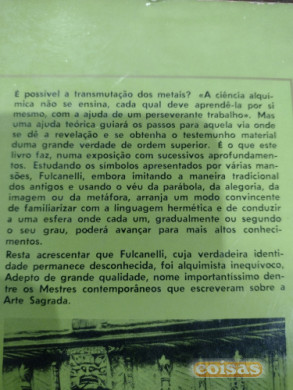 É possível a transmutação dos metais? «A ciência alquí-
mica não se ensina, cada qual deve aprendê-la por si
mesmo, com a ajuda de um perseverante trabalho». Mas
uma ajuda teórica guiará os passos para aquela via onde
se dê a revelação e se obtenha o testemunho material
duma grande verdade de ordem superior. É o que este
livro faz, numa exposição com sucessivos aprofundamen-
tos. Estudando os símbolos apresentados por várias man-
sões, Fulcanelli, embora imitando a maneira tradicional
dos antigos e usando o véu da parábola, da alegoria, da
imagem ou da metáfora, arranja um modo convincente
de familiarizar com a linguagem hermética e de conduzir
a uma esfera onde cada um, gradualmente ou segundo
o seu grau, poderá avançar para mais altos conheci-
mentos.
Resta acrescentar que Fulcanelli, cuja verdadeira identi-
dade permanece desconhecida, foi alquimista inequívoco,
Adepto de grande qualidade, nome importantíssimo den-
tre os Mestres contemporâneos que escreveram sobre a
Arte Sagrada.
coisas